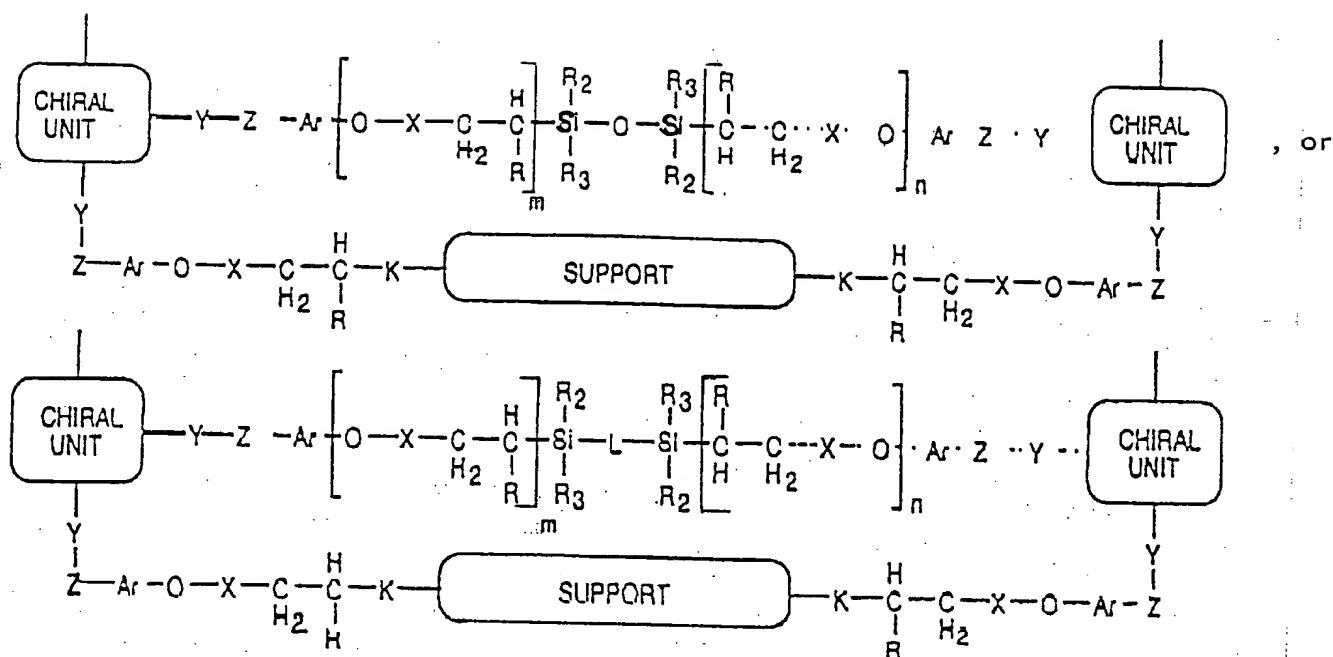 R2 R3 R
CHIRAL UNIT —Y—Z —Ar [ O —X—C—C ]m Si—O—Si [ C —C···X· O ]n Ar Z · Y CHIRAL UNIT , or
H H2 R R3 R2 H H2
Y Y
Z—Ar—O—X—C—C—K— SUPPORT —K—C—C—X—O—Ar—Z
H2 H R H R H2
R2 R3 R
CHIRAL UNIT —Y—Z —Ar [ O —X—C—C ]m Si—L—Si [ C —C---X-- O ]n · Ar · Z ··Y-· CHIRAL UNIT
H H2 R R3 R2 H H2
Y Y
Z—Ar—O—X—C—C—K— SUPPORT —K—C—C—X—O—Ar—Z
H2 H H H R H2